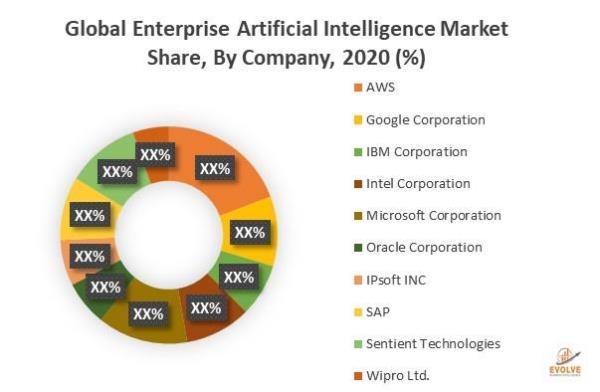 Global Enterprise Artificial Intelligence Market
Share, By Company, 2020 (%)
AWS
Google Corporation
IBM Corporation
Intel Corporation
Microsoft Corporation
Oracle Corporation
IPsoft INC
SAP
Sentient Technologies
Wipro Ltd.
XX%
XX%
XX%
XX%
XX%
XX%
XX%
XX%
XX%
XX%
EVOLVE